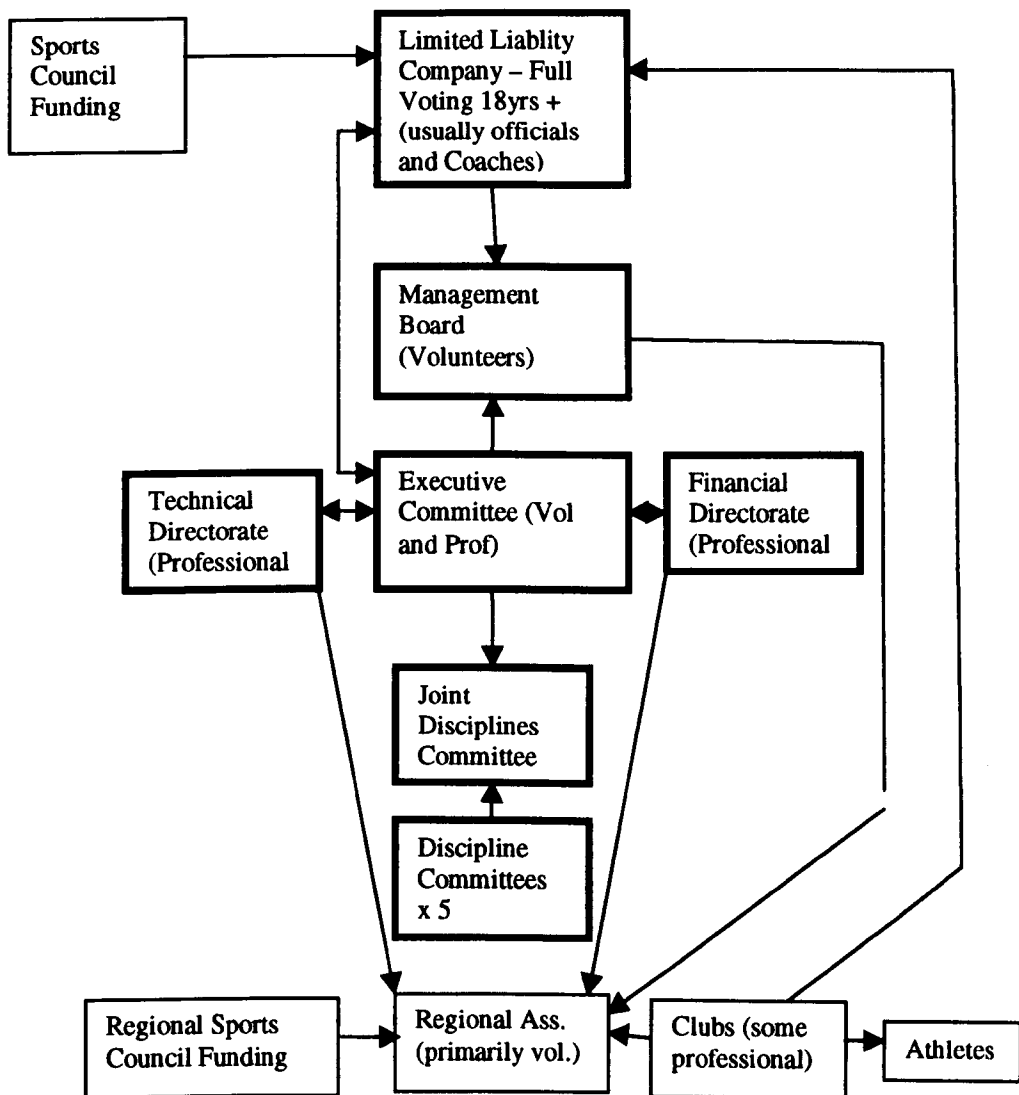 Sports
Council
Funding
Limited Liablity
Company – Full
Voting 18yrs +
(usually officials
and Coaches)
Management
Board
(Volunteers)
Technical
Directorate
(Professional
Executive
Committee (Vol
and Prof)
Financial
Directorate
(Professional
Joint
Disciplines
Committee
Discipline
Committees
x 5
Regional Sports
Council Funding
Regional Ass.
(primarily vol.)
Clubs (some
professional)
Athletes